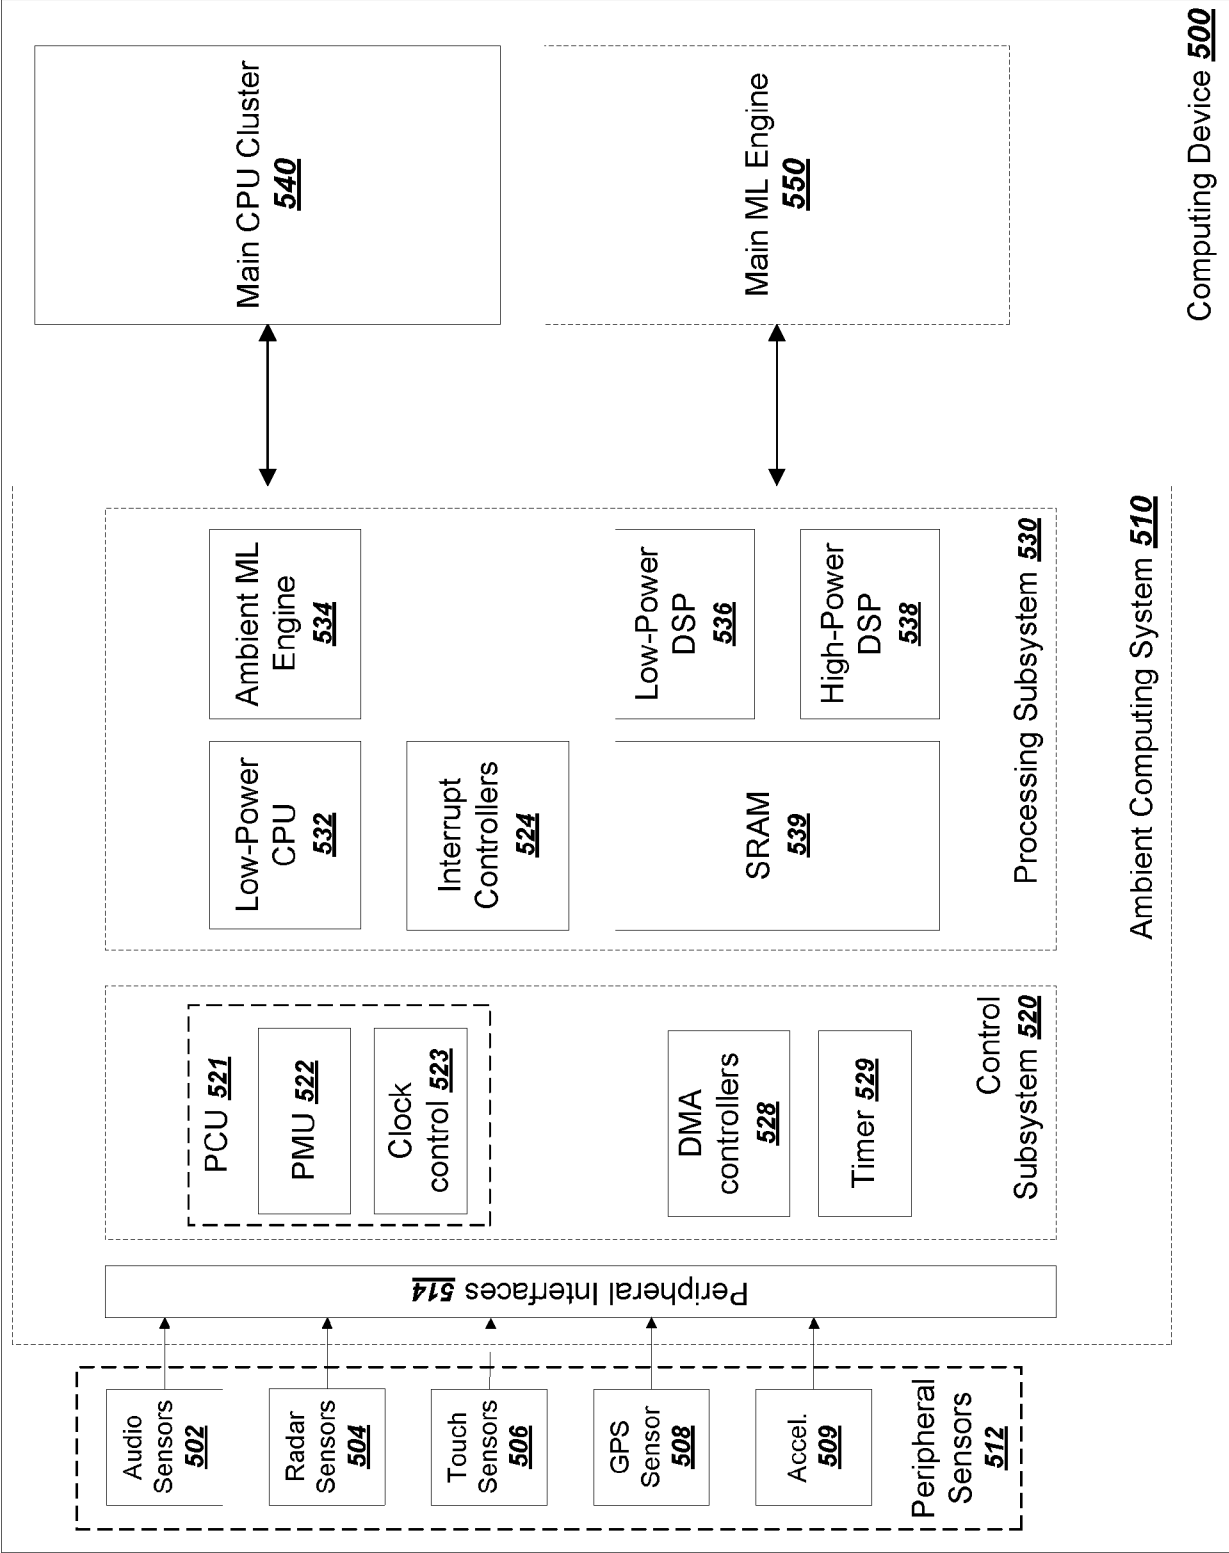 Audio
Sensors
502
Radar
Sensors
504
Touch
Sensors
506
GPS
Sensor
508
Accel.
509
Peripheral
Sensors
512
Peripheral Interfaces 514
PCU 521
PMU 522
Clock
control 523
DMA
controllers
528
Timer 529
Control
Subsystem 520
Low-Power
CPU
532
Ambient ML
Engine
534
Interrupt
Controllers
524
Low-Power
DSP
536
SRAM
539
High-Power
DSP
538
Processing Subsystem 530
Ambient Computing System 510
Main CPU Cluster
540
Main ML Engine
550
Computing Device 500